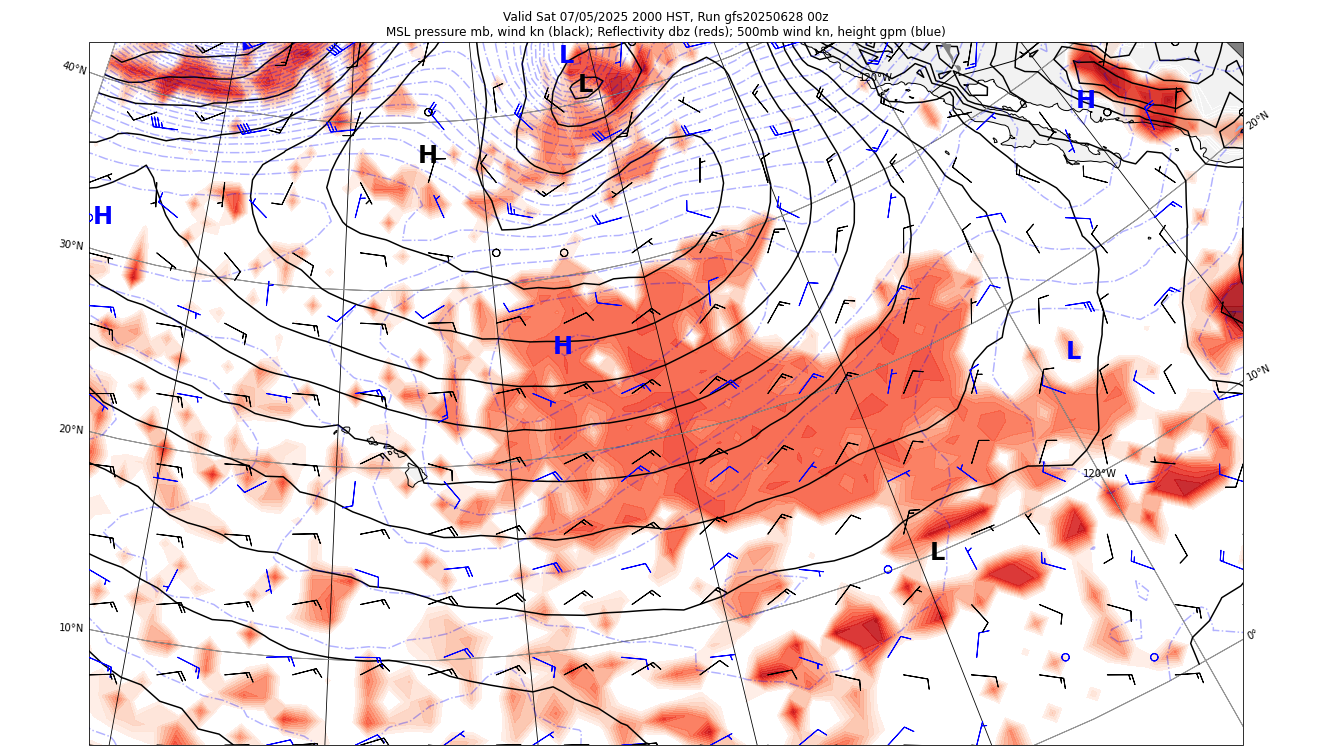 Valid Sat 07/05/2025 2000 HST, Run gfs20250628 00z
MSL pressure mb, wind kn (black); Reflectivity dbz (reds); 500mb wind kn, height gpm (blue)
L
L
40°N
120°W
H
20°N
H
H
30°N
H
L
10°N
20°N
120°W
L
10°N
0°